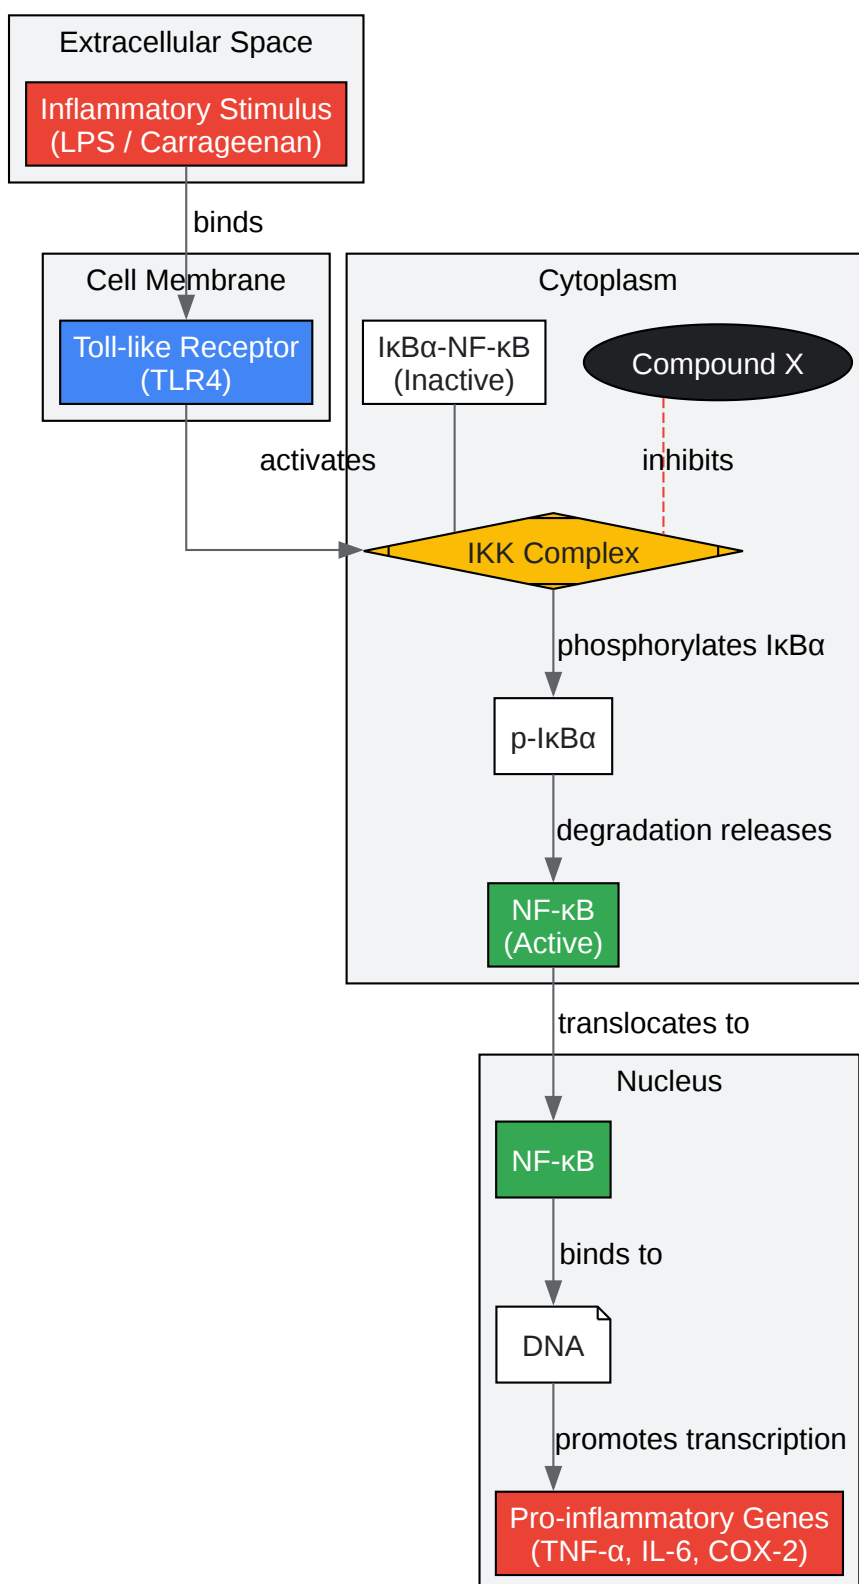 Extracellular Space
Inflammatory Stimulus
(LPS / Carrageenan)
binds
Cell Membrane
Toll-like Receptor
(TLR4)
Cytoplasm
IκBα-NF-κB
(Inactive)
Compound X
activates
inhibits
IKK Complex
phosphorylates IκBα
p-IκBα
degradation releases
NF-κB
(Active)
translocates to
Nucleus
NF-κB
binds to
DNA
promotes transcription
Pro-inflammatory Genes
(TNF-α, IL-6, COX-2)